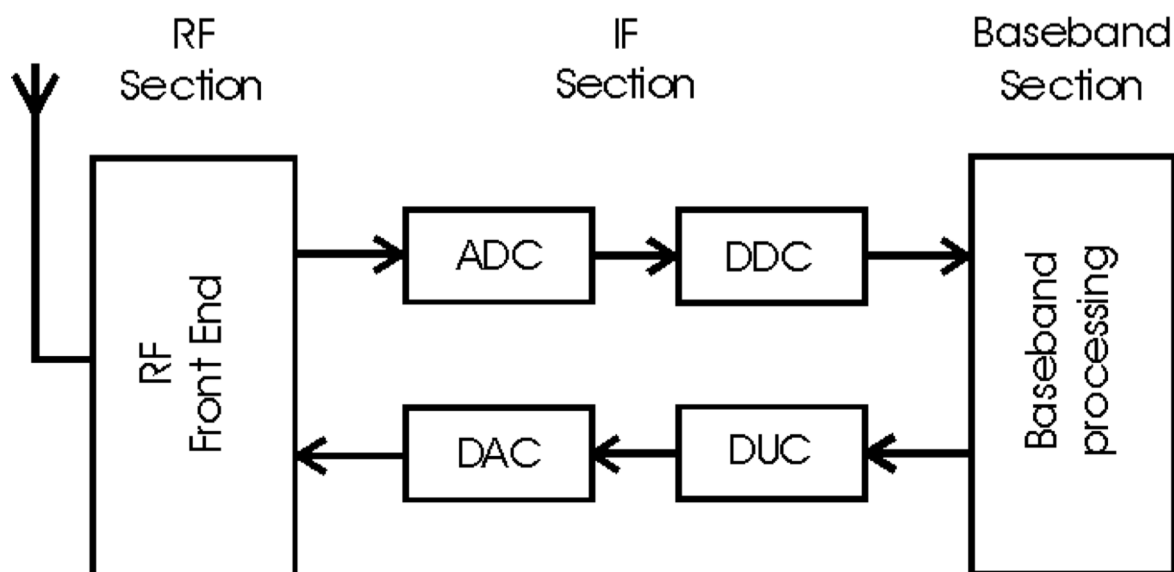 RF
Section
IF
Section
Baseband
Section
RF
Front End
ADC
DDC
DAC
DUC
Baseband
processing